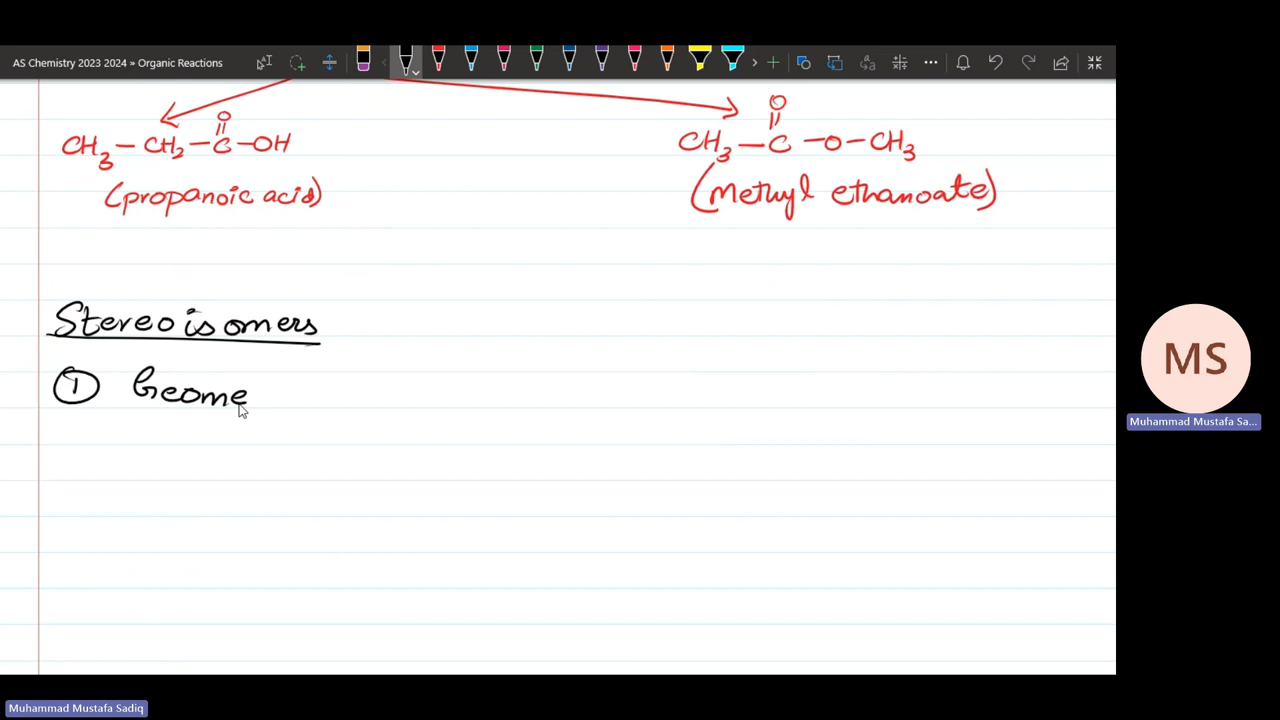 AS Chemistry 2023 2024 » Organic Reactions
O
CH3 – CH2 – C – OH
(propanoic acid)
O
CH3 – C – O – CH3
(Methyl ethanoate)
Stereoisomers
① Geome
MS
Muhammad Mustafa Sa...
Muhammad Mustafa Sadiq